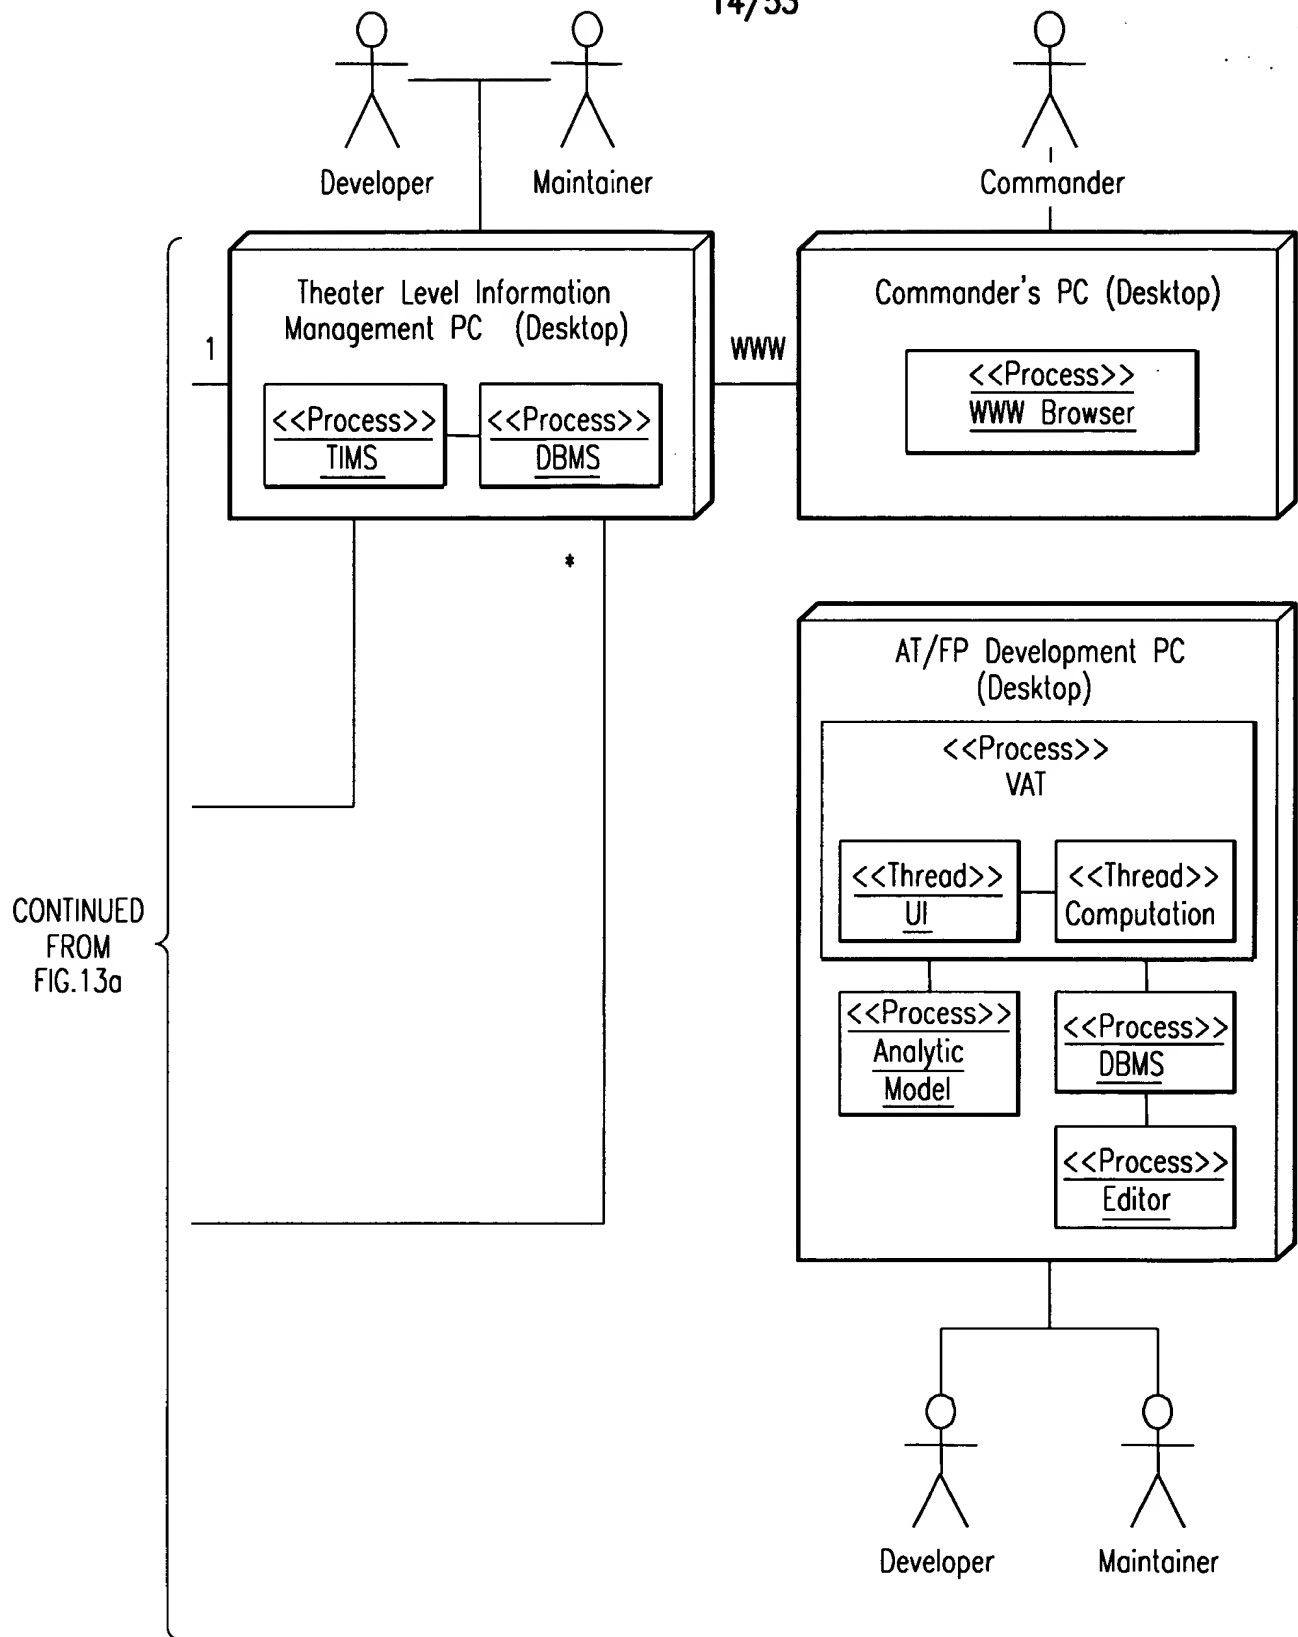 14/53
Developer
Maintainer
Commander
Theater Level Information
Management PC (Desktop)
1
WWW
<<Process>>
TIMS
<<Process>>
DBMS
Commander's PC (Desktop)
<<Process>>
WWW Browser
*
AT/FP Development PC
(Desktop)
<<Process>>
VAT
<<Thread>>
UI
<<Thread>>
Computation
<<Process>>
Analytic
Model
<<Process>>
DBMS
<<Process>>
Editor
CONTINUED
FROM
FIG.13a
Developer
Maintainer